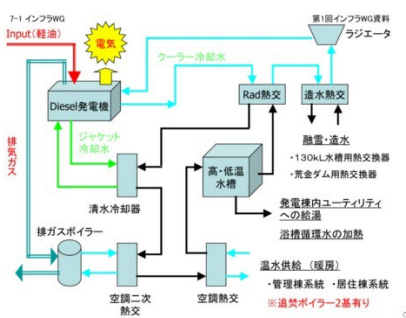 7-1 インフラWG
第1回インフラWG資料
Input(軽油)
電気
クーラー冷却水
ラジエータ
Diesel発電機
Rad熱交
造水熱交
ジャケット
冷却水
排気ガス
融雪・造水
・130kL水槽用熱交換器
・荒金ダム用熱交換器
清水冷却器
高・低温
水槽
発電棟内ユーティリティ
への給湯
浴槽循環水の加熱
排ガスボイラー
空調二次
熱交
空調熱交
温水供給 (暖房)
・管理棟系統 ・居住棟系統
※追焚ボイラー2基有り